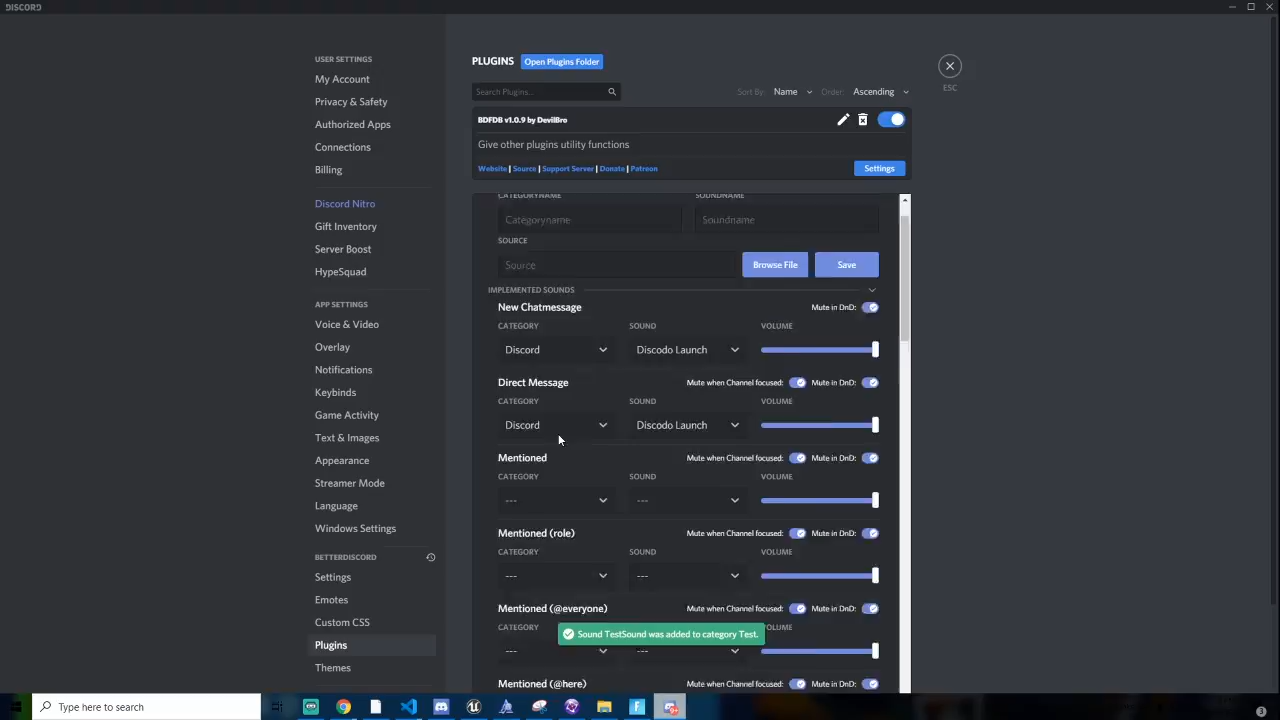 DISCORD
USER SETTINGS
My Account
Privacy & Safety
Authorized Apps
Connections
Billing
Discord Nitro
Gift Inventory
Server Boost
HypeSquad
APP SETTINGS
Voice & Video
Overlay
Notifications
Keybinds
Game Activity
Text & Images
Appearance
Streamer Mode
Language
Windows Settings
BETTERDISCORD
Settings
Emotes
Custom CSS
Plugins
Themes
PLUGINS Open Plugins Folder
Search Plugins... Sort By: Name Order: Ascending
ESC
BDFDB v1.0.9 by DevilBro
Give other plugins utility functions
Website | Source | Support Server | Donate | Patreon Settings
CATEGORYNAME SOUNDNAME
Categoryname Soundname
SOURCE
Source Browse File Save
IMPLEMENTED SOUNDS
New Chatmessage Mute in DnD:
CATEGORY SOUND VOLUME
Discord Discodo Launch
Direct Message Mute when Channel focused: Mute in DnD:
CATEGORY SOUND VOLUME
Discord Discodo Launch
Mentioned Mute when Channel focused: Mute in DnD:
CATEGORY SOUND VOLUME
--- ---
Mentioned (role) Mute when Channel focused: Mute in DnD:
CATEGORY SOUND VOLUME
--- ---
Mentioned (@everyone) Mute when Channel focused: Mute in DnD:
CATEGORY VOLUME
Sound TestSound was added to category Test.
--- ---
Mentioned (@here) Mute when Channel focused: Mute in DnD:
Type here to search